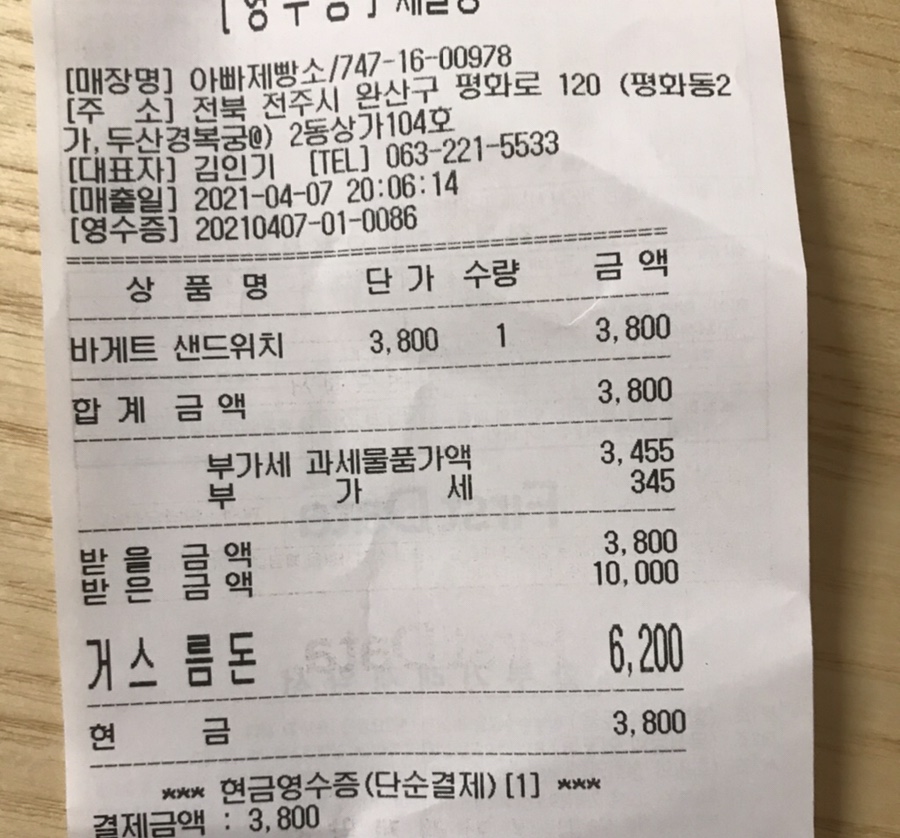 [영수증] 재발행
[매장명] 아빠제빵소/747-16-00978
[주 소] 전북 전주시 완산구 평화로 120 (평화동2
가,두산경복궁@) 2동상가104호
[대표자] 김인기 [TEL] 063-221-5533
[매출일] 2021-04-07 20:06:14
[영수증] 20210407-01-0086
상 품 명 단 가 수량 금 액
바게트 샌드위치 3,800 1 3,800
합 계 금 액 3,800
부가세 과세물품가액 3,455
부 가 세 345
받 을 금 액 3,800
받 은 금 액 10,000
거 스 름 돈 6,200
현 금 3,800
*** 현금영수증(단순결제)[1] ***
결제금액 : 3,800